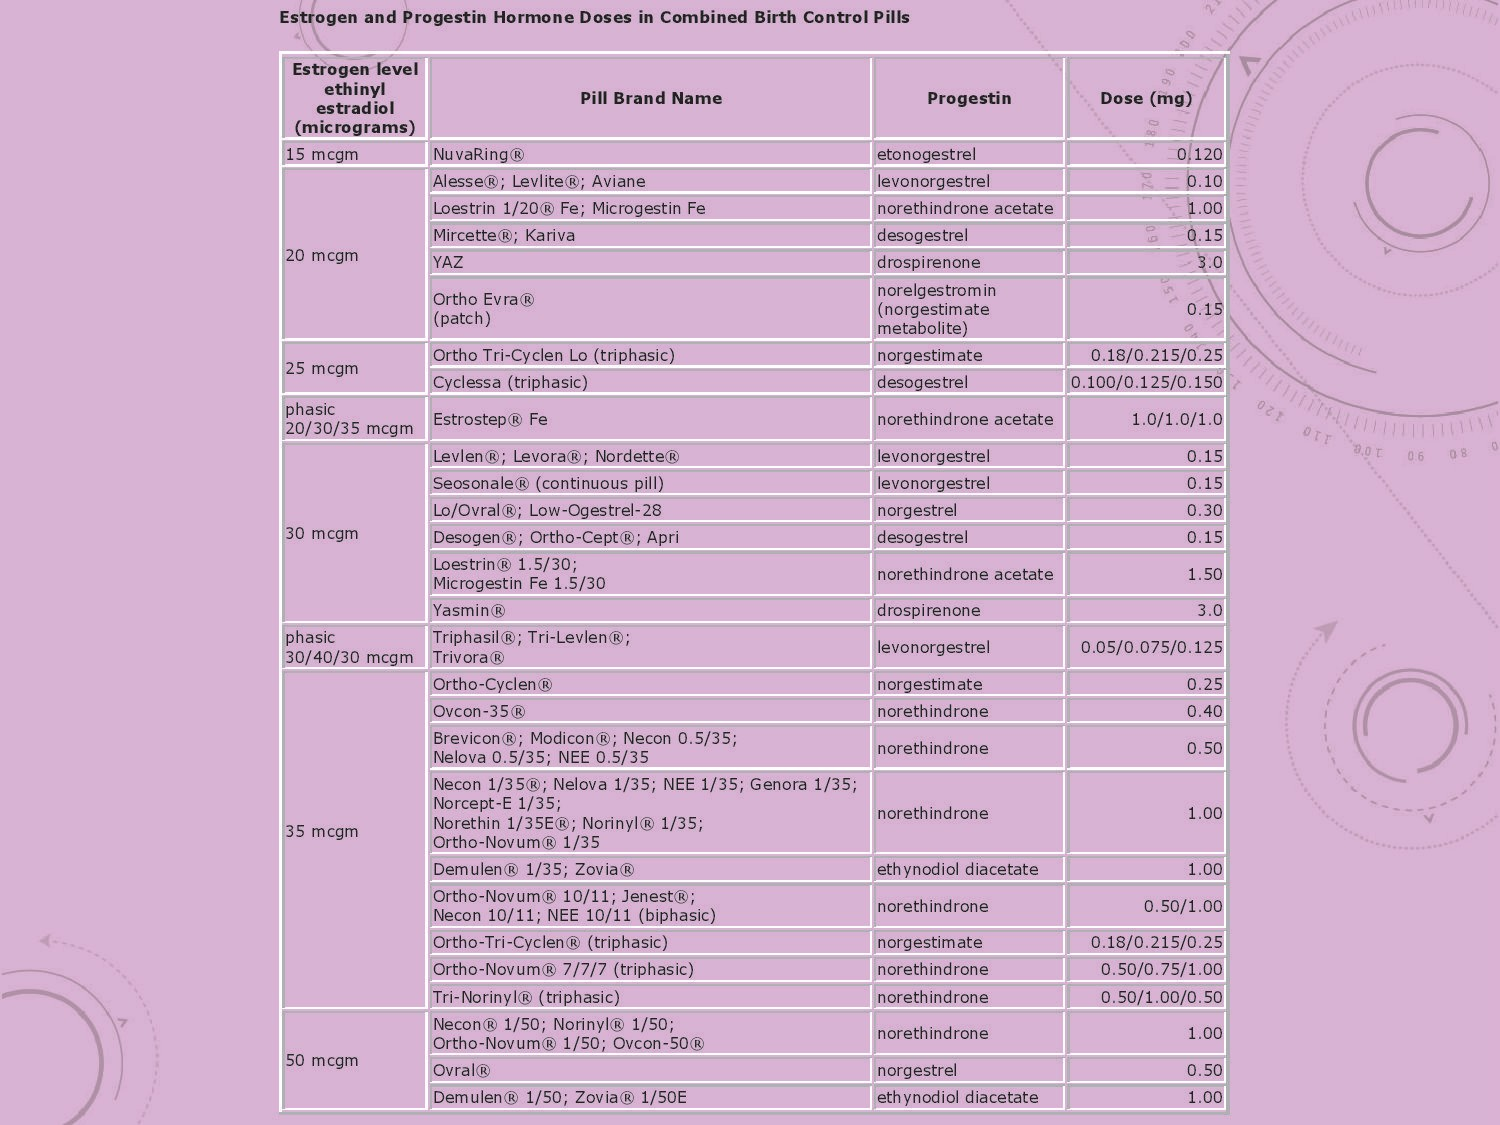 Estrogen and Progestin Hormone Doses in Combined Birth Control Pills
Estrogen level
ethinyl
estradiol
(micrograms)
Pill Brand Name
Progestin
Dose (mg)
15 mcgm
NuvaRing®
etonogestrel
0.120
20 mcgm
Alesse®; Levlite®; Aviane
levonorgestrel
0.10
Loestrin 1/20® Fe; Microgestin Fe
norethindrone acetate
1.00
Mircette®; Kariva
desogestrel
0.15
YAZ
drospirenone
3.0
Ortho Evra®
(patch)
norelgestromin
(norgestimate
metabolite)
0.15
25 mcgm
Ortho Tri-Cyclen Lo (triphasic)
norgestimate
0.18/0.215/0.25
Cyclessa (triphasic)
desogestrel
0.100/0.125/0.150
phasic
20/30/35 mcgm
Estrostep® Fe
norethindrone acetate
1.0/1.0/1.0
30 mcgm
Levlen®; Levora®; Nordette®
levonorgestrel
0.15
Seosonale® (continuous pill)
levonorgestrel
0.15
Lo/Ovral®; Low-Ogestrel-28
norgestrel
0.30
Desogen®; Ortho-Cept®; Apri
desogestrel
0.15
Loestrin® 1.5/30;
Microgestin Fe 1.5/30
norethindrone acetate
1.50
Yasmin®
drospirenone
3.0
phasic
30/40/30 mcgm
Triphasil®; Tri-Levlen®;
Trivora®
levonorgestrel
0.05/0.075/0.125
35 mcgm
Ortho-Cyclen®
norgestimate
0.25
Ovcon-35®
norethindrone
0.40
Brevicon®; Modicon®; Necon 0.5/35;
Nelova 0.5/35; NEE 0.5/35
norethindrone
0.50
Necon 1/35®; Nelova 1/35; NEE 1/35; Genora 1/35;
Norcept-E 1/35;
Norethin 1/35E®; Norinyl® 1/35;
Ortho-Novum® 1/35
norethindrone
1.00
Demulen® 1/35; Zovia®
ethynodiol diacetate
1.00
Ortho-Novum® 10/11; Jenest®;
Necon 10/11; NEE 10/11 (biphasic)
norethindrone
0.50/1.00
Ortho-Tri-Cyclen® (triphasic)
norgestimate
0.18/0.215/0.25
Ortho-Novum® 7/7/7 (triphasic)
norethindrone
0.50/0.75/1.00
Tri-Norinyl® (triphasic)
norethindrone
0.50/1.00/0.50
50 mcgm
Necon® 1/50; Norinyl® 1/50;
Ortho-Novum® 1/50; Ovcon-50®
norethindrone
1.00
Ovral®
norgestrel
0.50
Demulen® 1/50; Zovia® 1/50E
ethynodiol diacetate
1.00
190
180
170
150
120
110
100
90
80